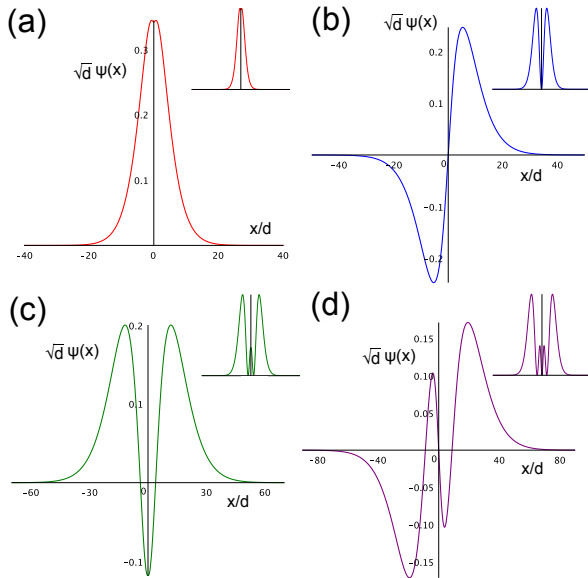 (a)
√d ψ(x)
0.3
0.2
0.1
x/d
-40 -20 0 20 40
(b)
√d ψ(x)
0.2
0.1
-40 -20 0 20 40
x/d
-0.1
-0.2
(c)
√d ψ(x)
0.2
0.1
-60 -30 0 30 60
x/d
-0.1
(d)
√d ψ(x)
0.15
0.10
0.05
-80 -40 0 40 80
x/d
-0.05
-0.10
-0.15